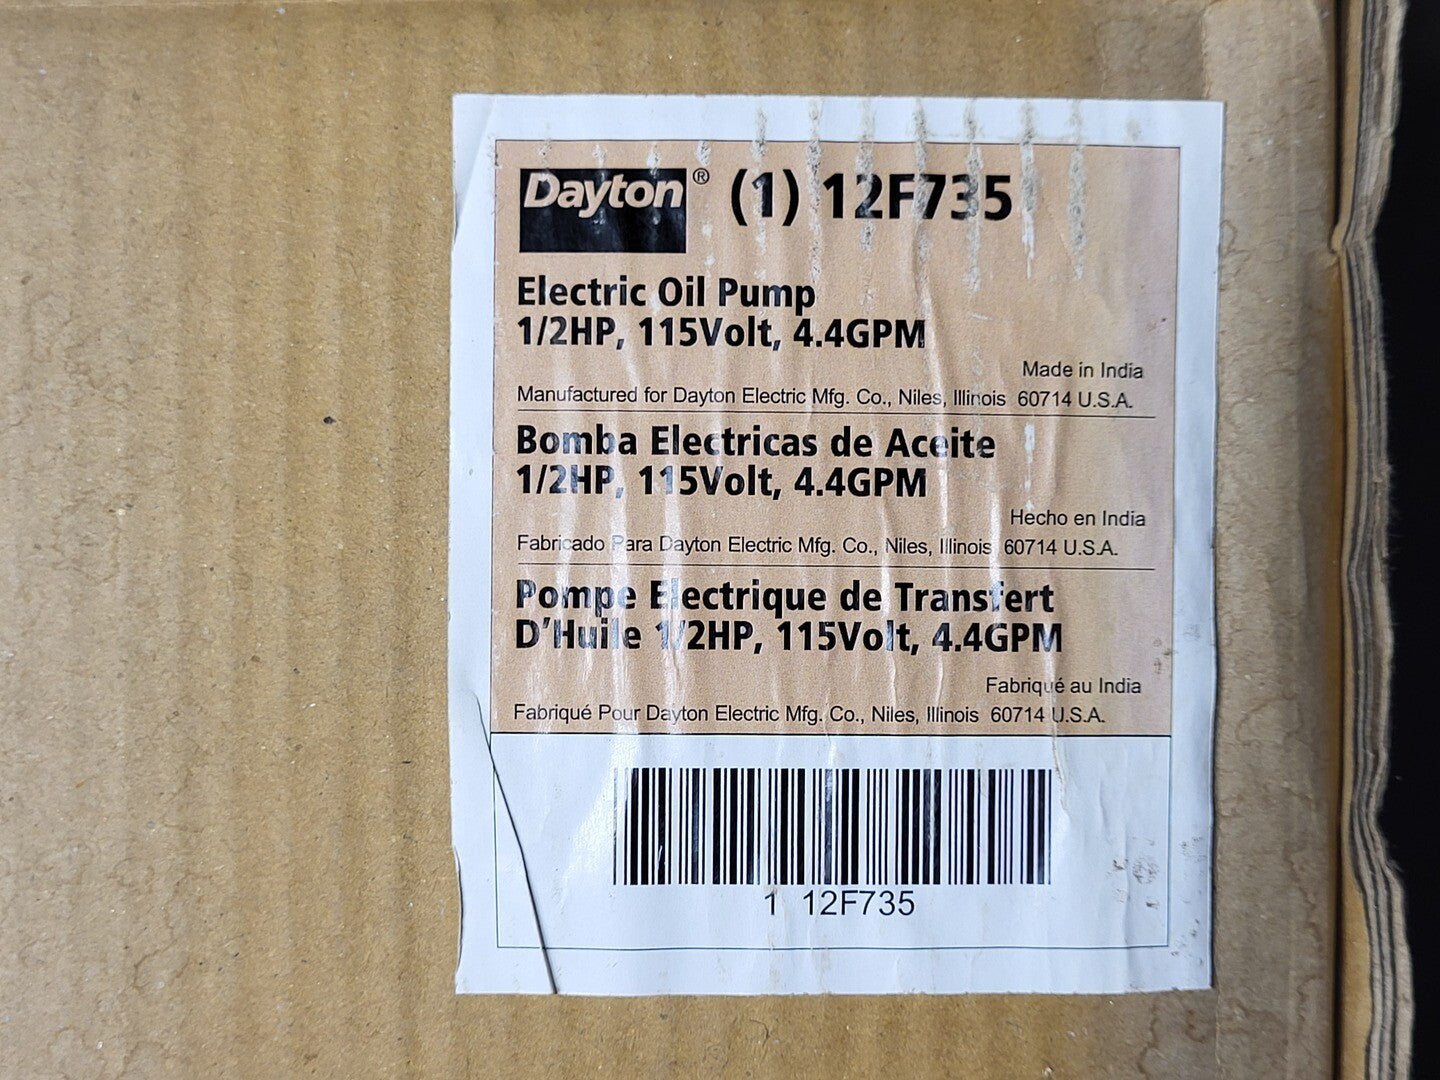 Dayton® (1) 12F735
Electric Oil Pump
1/2HP, 115Volt, 4.4GPM
Made in India
Manufactured for Dayton Electric Mfg. Co., Niles, Illinois 60714 U.S.A.
Bomba Electricas de Aceite
1/2HP, 115Volt, 4.4GPM
Hecho en India
Fabricado Para Dayton Electric Mfg. Co., Niles, Illinois 60714 U.S.A.
Pompe Electrique de Transfert
D'Huile 1/2HP, 115Volt, 4.4GPM
Fabriqué au India
Fabriqué Pour Dayton Electric Mfg. Co., Niles, Illinois 60714 U.S.A.
1 12F735